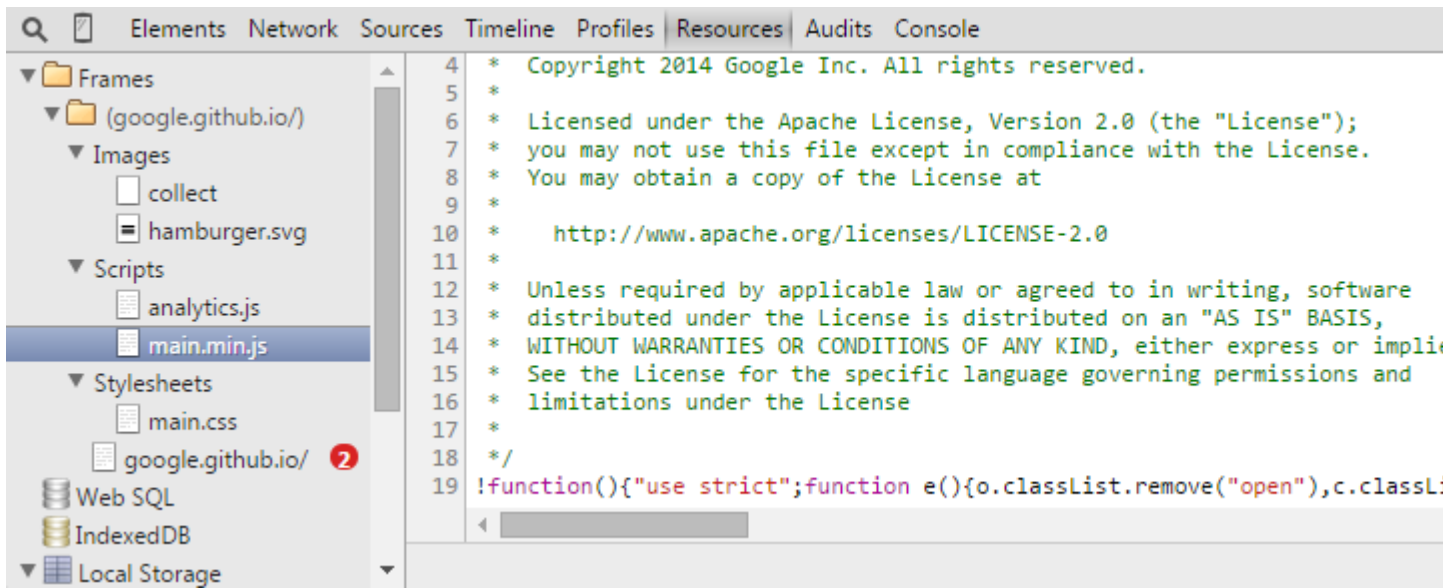 Elements Network Sources Timeline Profiles Resources Audits Console
Frames
(google.github.io/)
Images
collect
hamburger.svg
Scripts
analytics.js
main.min.js
Stylesheets
main.css
google.github.io/ 2
Web SQL
IndexedDB
Local Storage
4 * Copyright 2014 Google Inc. All rights reserved.
5 *
6 * Licensed under the Apache License, Version 2.0 (the "License");
7 * you may not use this file except in compliance with the License.
8 * You may obtain a copy of the License at
9 *
10 * http://www.apache.org/licenses/LICENSE-2.0
11 *
12 * Unless required by applicable law or agreed to in writing, software
13 * distributed under the License is distributed on an "AS IS" BASIS,
14 * WITHOUT WARRANTIES OR CONDITIONS OF ANY KIND, either express or implie
15 * See the License for the specific language governing permissions and
16 * limitations under the License
17 *
18 */
19 !function(){"use strict";function e(){o.classList.remove("open"),c.classLi